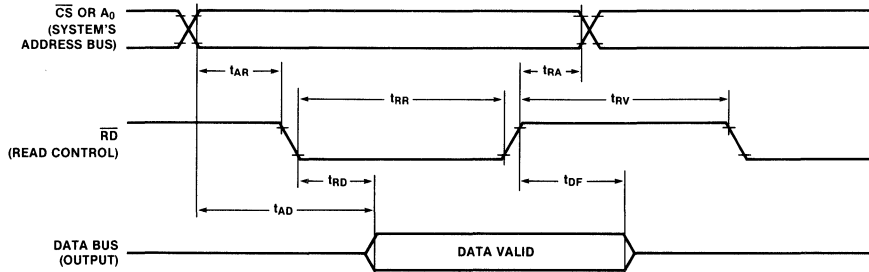 CS OR A0
(SYSTEM'S
ADDRESS BUS)
tAR
tRA
tRR
tRV
RD
(READ CONTROL)
tRD
tDF
tAD
DATA BUS
(OUTPUT)
DATA VALID